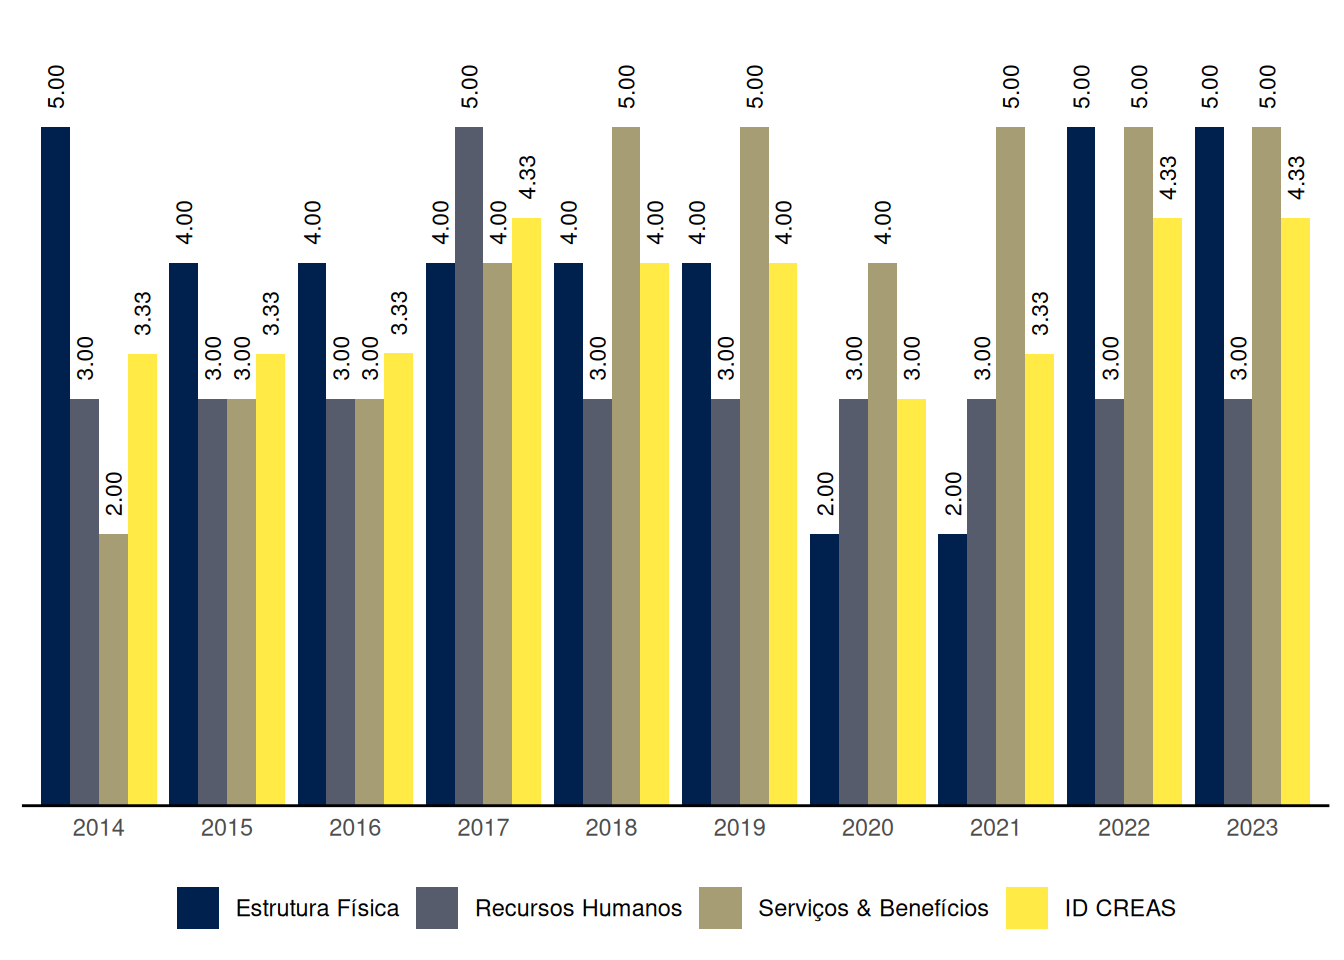 5.00 3.00 2.00 3.33
4.00 3.00 3.00 3.33
4.00 3.00 3.00 3.33
4.00 5.00 4.00 4.33
4.00 3.00 5.00 4.00
4.00 3.00 5.00 4.00
2.00 3.00 4.00 3.00
2.00 3.00 5.00 3.33
5.00 3.00 5.00 4.33
5.00 3.00 5.00 4.33
2014 2015 2016 2017 2018 2019 2020 2021 2022 2023
Estrutura Física Recursos Humanos Serviços & Benefícios ID CREAS